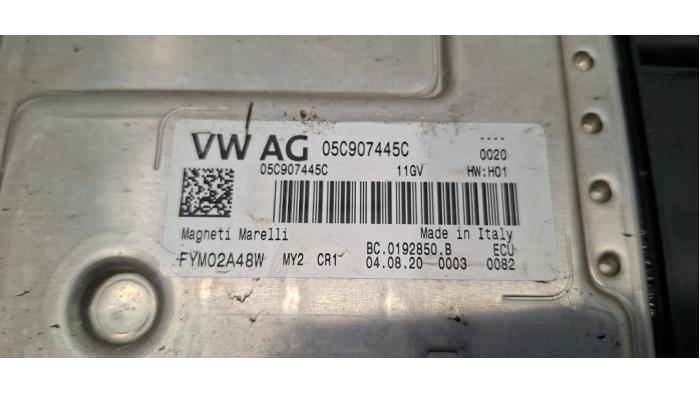 VW AG 05C907445C ----
0020
05C907445C 11GV HW:H01
Magneti Marelli Made in Italy
BC.0192850.B ECU
FYM02A48W MY2 CR1 04.08.20 0003 0082